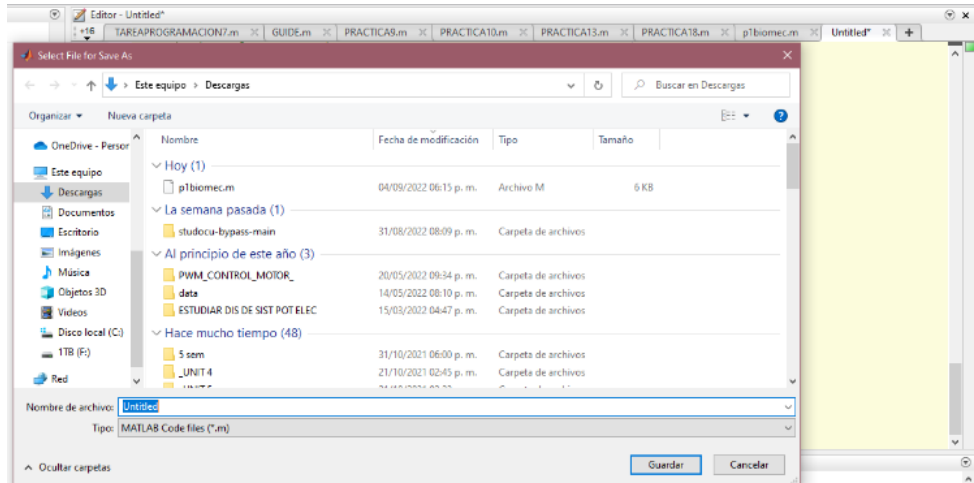 Editor - Untitled*
+16 TAREAPROGRAMACION7.m GUIDE.m PRACTICA9.m PRACTICA10.m PRACTICA13.m PRACTICA18.m p1biomec.m Untitled* +
Select File for Save As
Este equipo > Descargas
Buscar en Descargas
Organizar Nueva carpeta
OneDrive - Person
Este equipo
Descargas
Documentos
Escritorio
Imágenes
Música
Objetos 3D
Videos
Disco local (C:)
1TB (F:)
Red
Nombre Fecha de modificación Tipo Tamaño
Hoy (1)
p1biomec.m 04/09/2022 06:15 p. m. Archivo M 6 KB
La semana pasada (1)
studocu-bypass-main 31/08/2022 08:09 p. m. Carpeta de archivos
Al principio de este año (3)
PWM_CONTROL_MOTOR_ 20/05/2022 09:34 p. m. Carpeta de archivos
data 14/05/2022 08:10 p. m. Carpeta de archivos
ESTUDIAR DIS DE SIST POT ELEC 15/03/2022 04:47 p. m. Carpeta de archivos
Hace mucho tiempo (48)
5 sem 31/10/2021 06:00 p. m. Carpeta de archivos
_UNIT 4 21/10/2021 02:45 p. m. Carpeta de archivos
Nombre de archivo: Untitled
Tipo: MATLAB Code files (*.m)
Ocultar carpetas
Guardar Cancelar